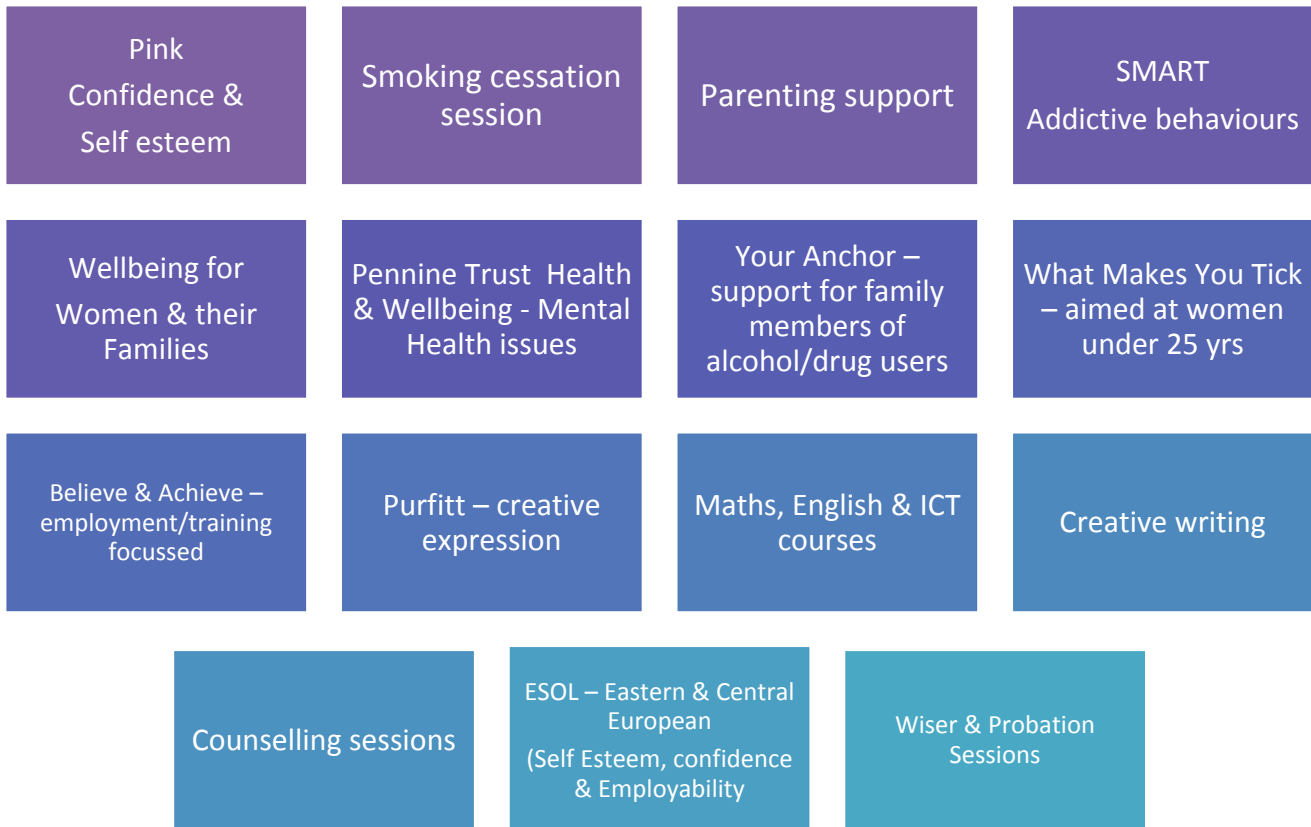 Pink
Confidence &
Self esteem
Smoking cessation
session
Parenting support
SMART
Addictive behaviours
Wellbeing for
Women & their
Families
Pennine Trust  Health
& Wellbeing - Mental
Health issues
Your Anchor –
support for family
members of
alcohol/drug users
What Makes You Tick
– aimed at women
under 25 yrs
Believe & Achieve –
employment/training
focussed
Purfitt – creative
expression
Maths, English & ICT
courses
Creative writing
Counselling sessions
ESOL – Eastern & Central
European
(Self Esteem, confidence
& Employability
Wiser & Probation
Sessions